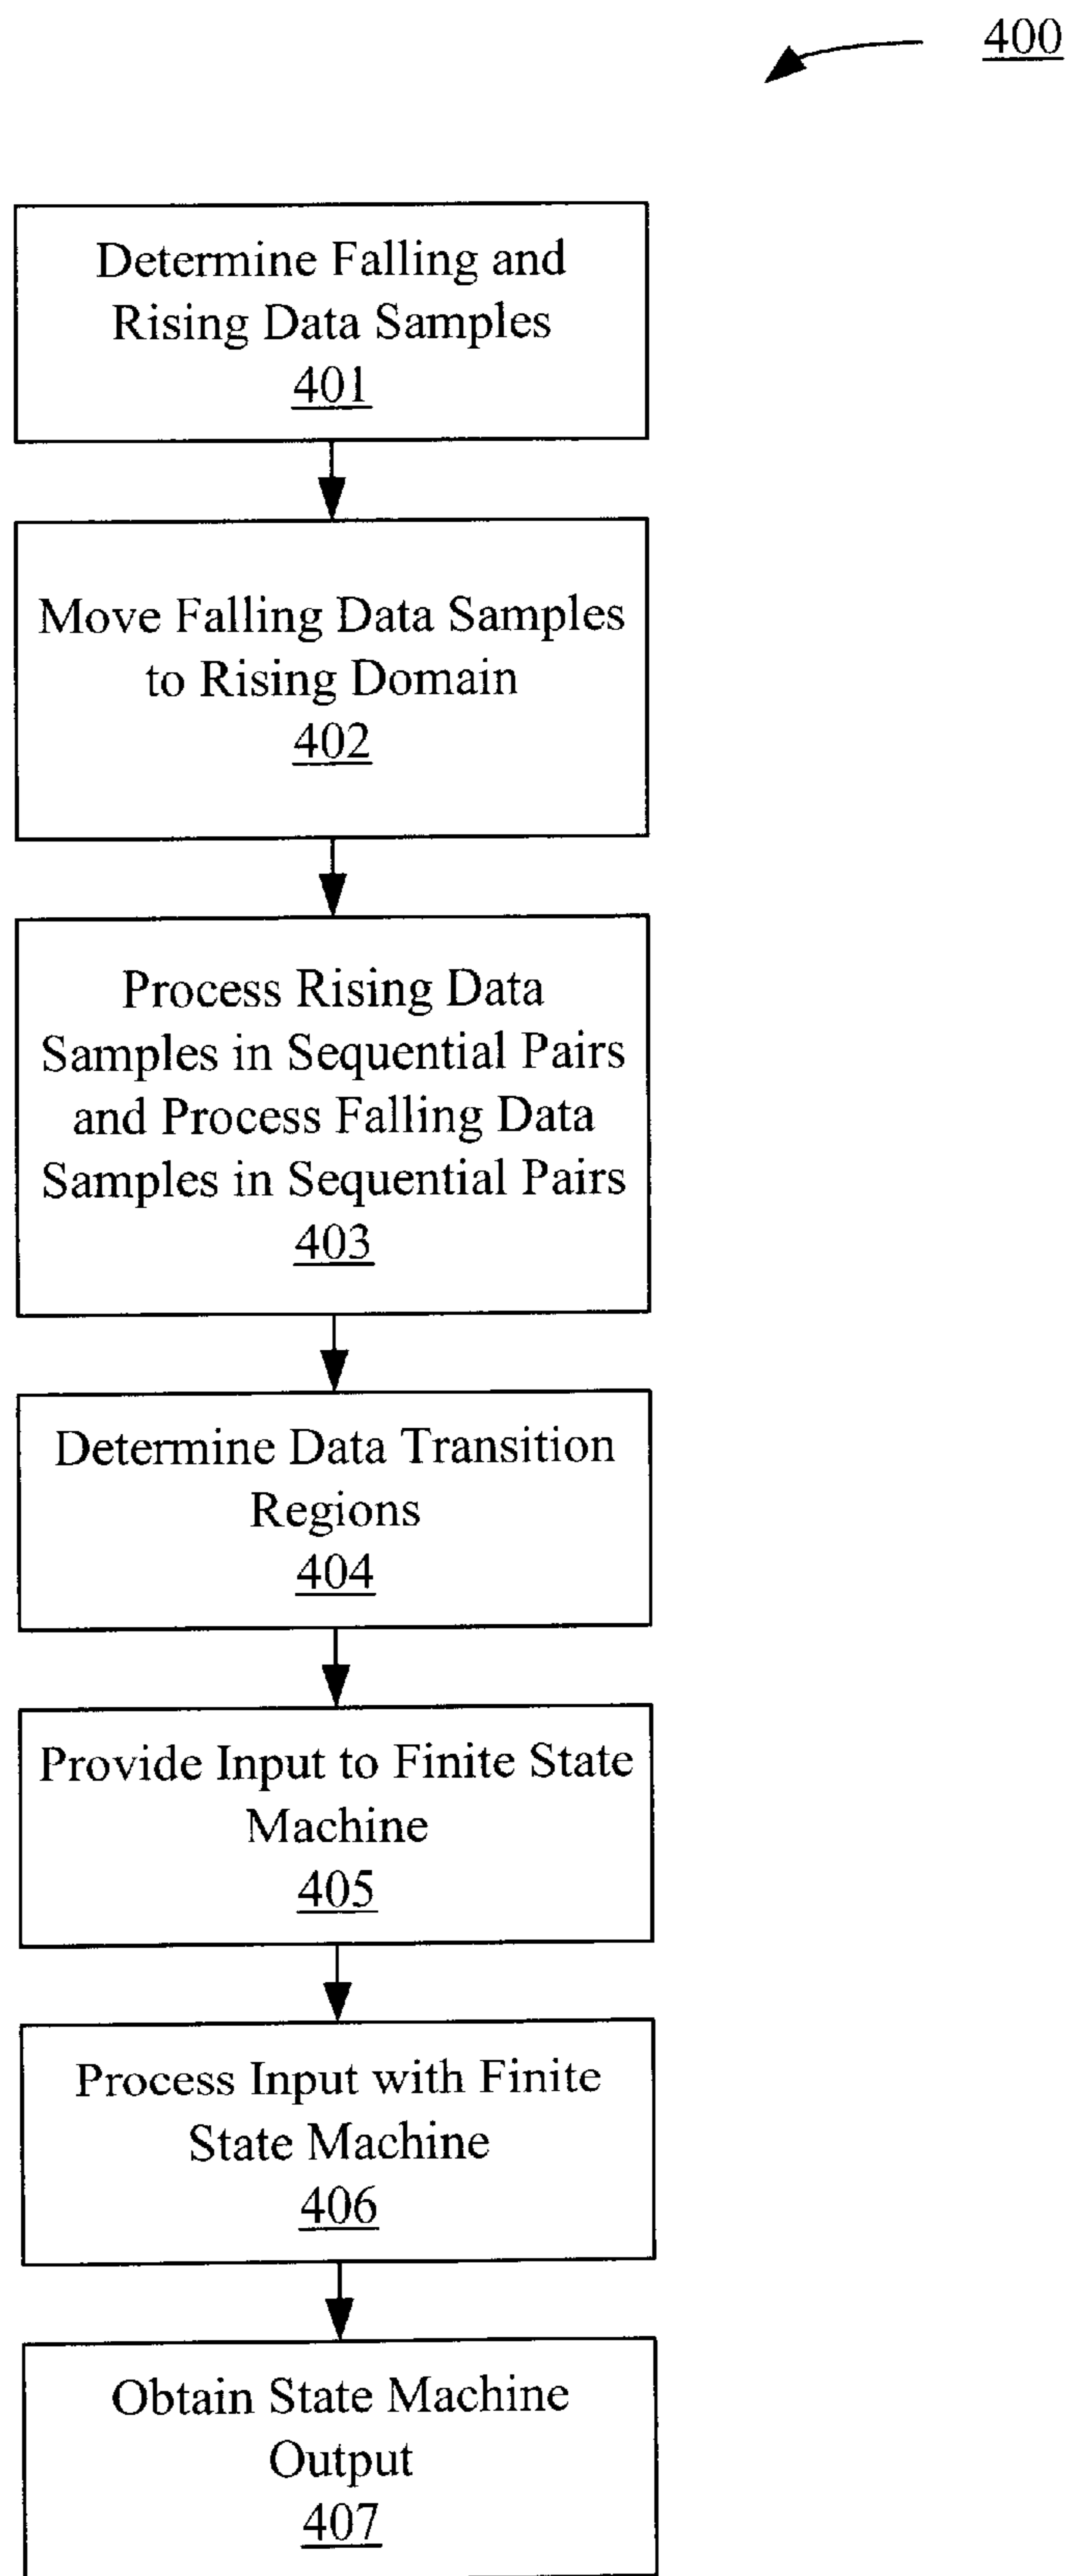 400
Determine Falling and
Rising Data Samples
401
Move Falling Data Samples
to Rising Domain
402
Process Rising Data
Samples in Sequential Pairs
and Process Falling Data
Samples in Sequential Pairs
403
Determine Data Transition
Regions
404
Provide Input to Finite State
Machine
405
Process Input with Finite
State Machine
406
Obtain State Machine
Output
407